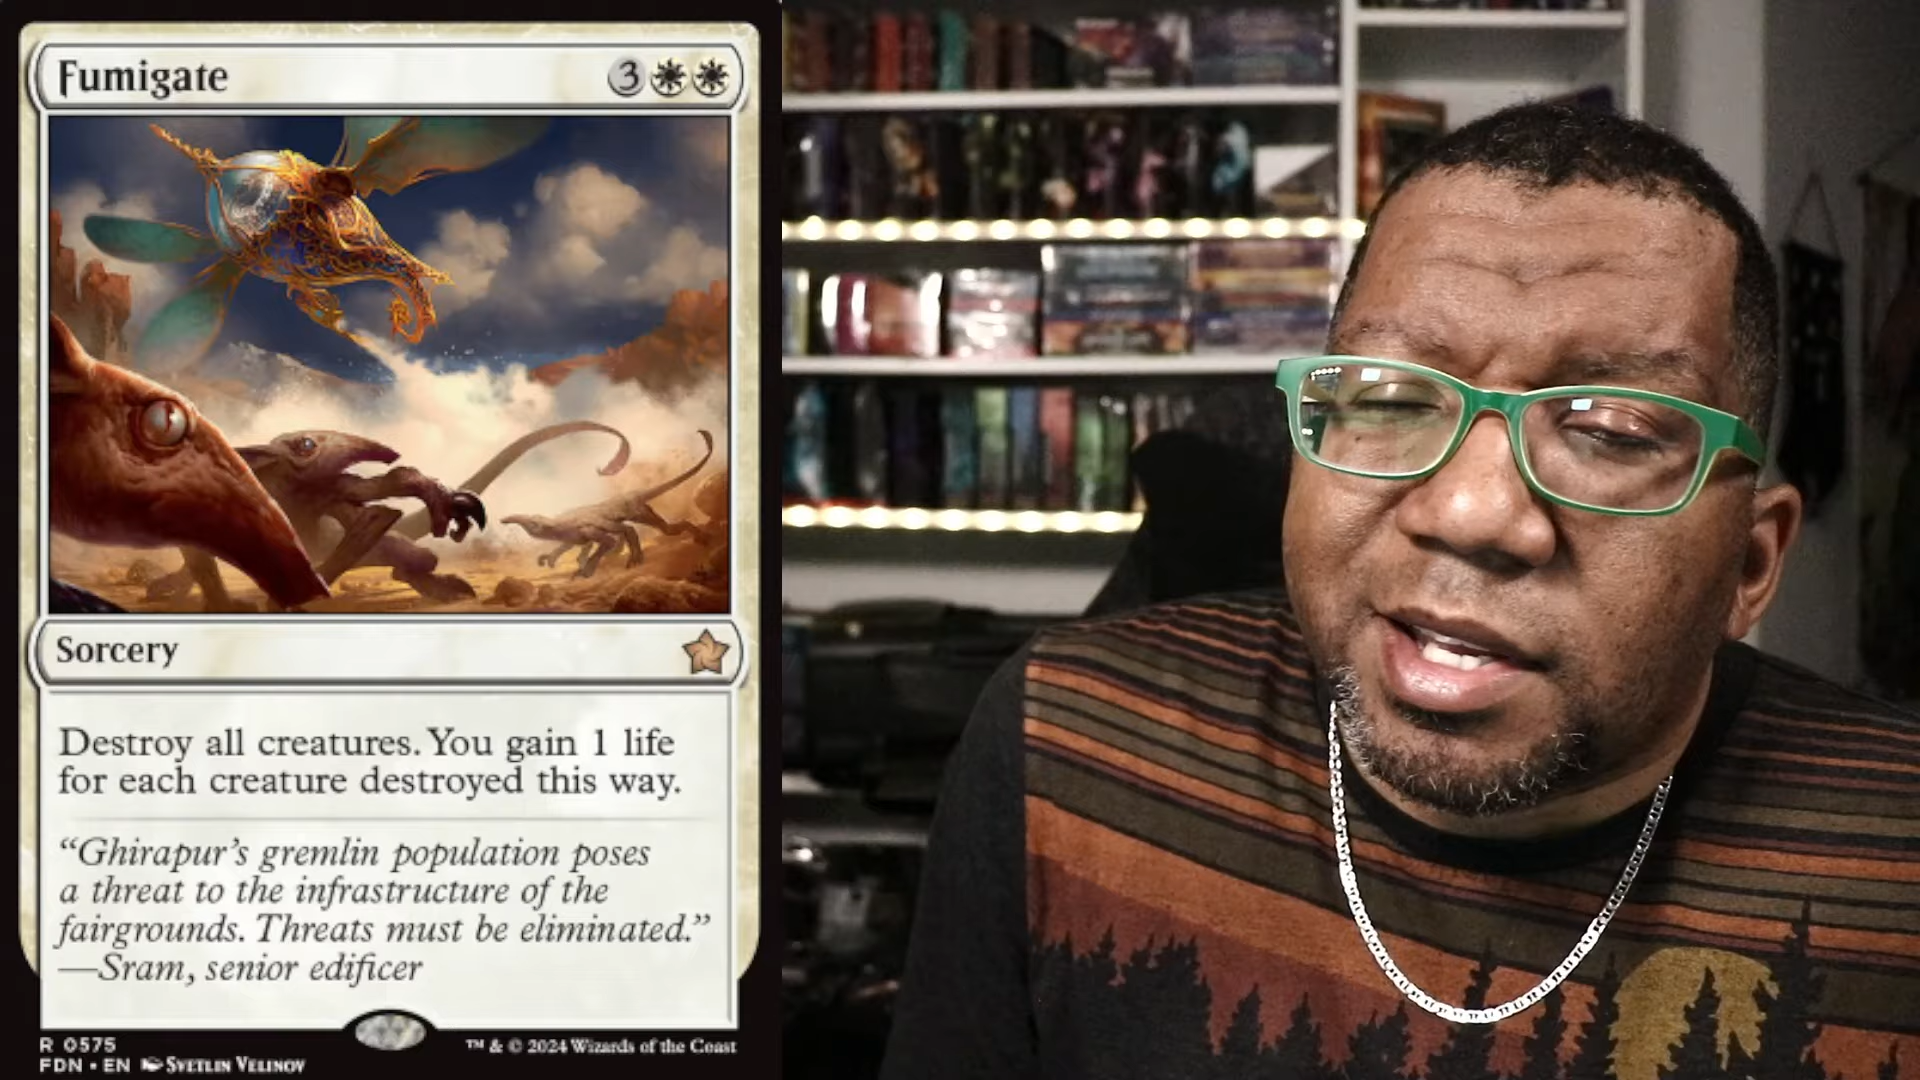 Fumigate 3
Sorcery
Destroy all creatures. You gain 1 life
for each creature destroyed this way.
“Ghirapur’s gremlin population poses
a threat to the infrastructure of the
fairgrounds. Threats must be eliminated.”
—Sram, senior edificer
R 0575
FDN • EN Svetlin Velinov
™ & © 2024 Wizards of the Coast